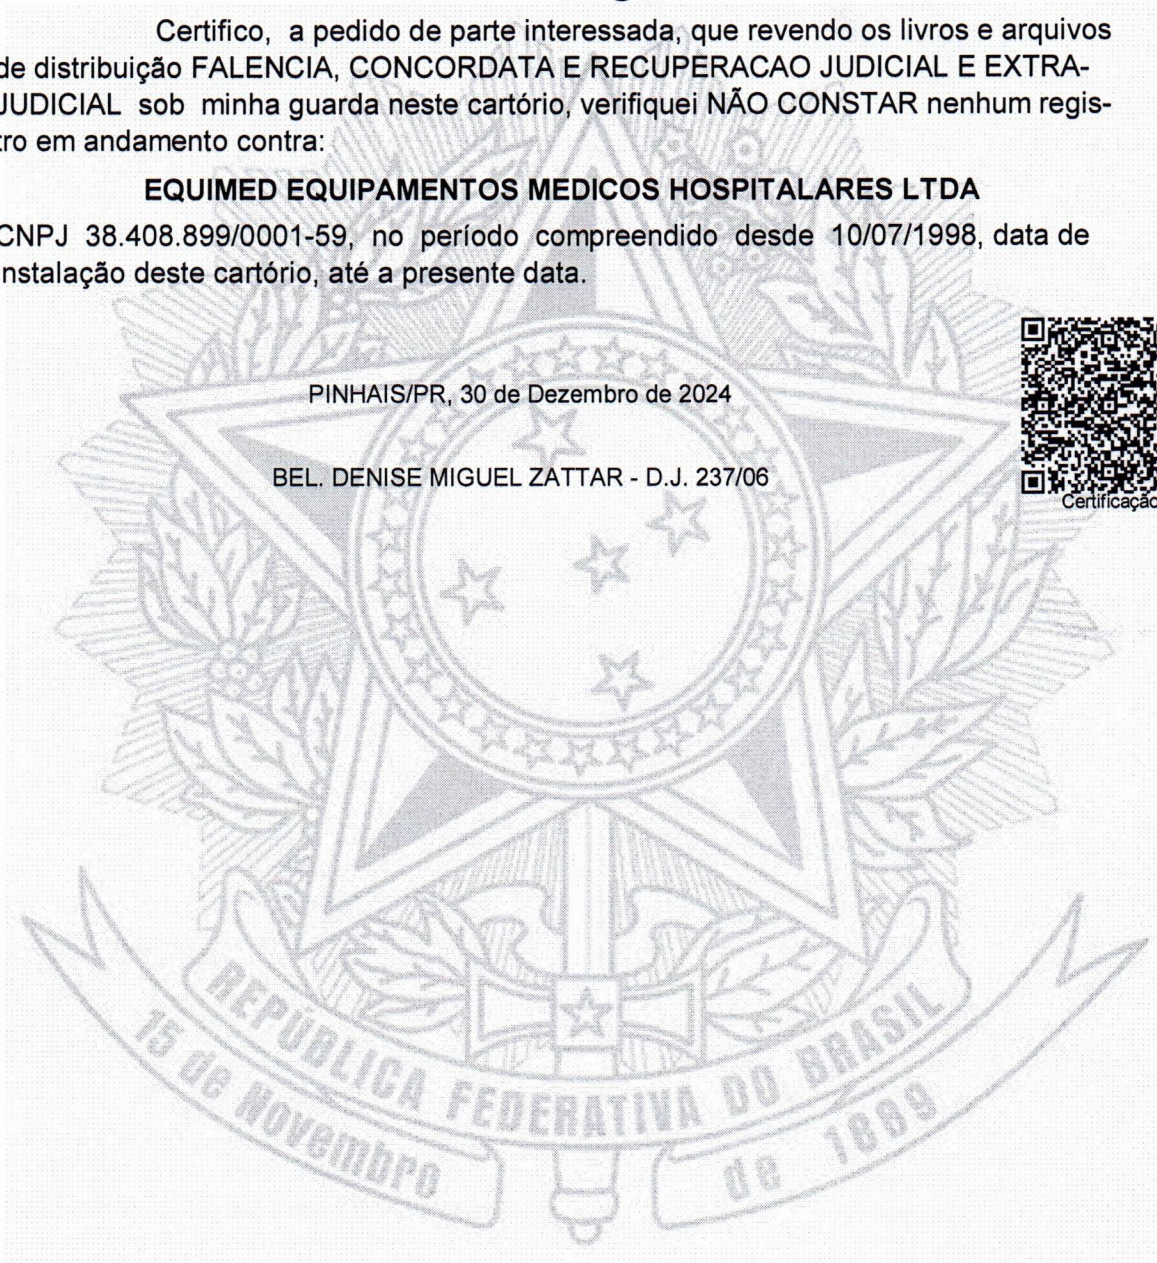 Certifico, a pedido de parte interessada, que revendo os livros e arquivos
de distribuição FALENCIA, CONCORDATA E RECUPERACAO JUDICIAL E EXTRA-
JUDICIAL sob minha guarda neste cartório, verifiquei NÃO CONSTAR nenhum regis-
tro em andamento contra:
EQUIMED EQUIPAMENTOS MEDICOS HOSPITALARES LTDA
CNPJ 38.408.899/0001-59, no período compreendido desde 10/07/1998, data de
instalação deste cartório, até a presente data.
PINHAIS/PR, 30 de Dezembro de 2024
BEL. DENISE MIGUEL ZATTAR - D.J. 237/06
Certificação
REPÚBLICA FEDERATIVA DO BRASIL
15 de Novembro de 1889